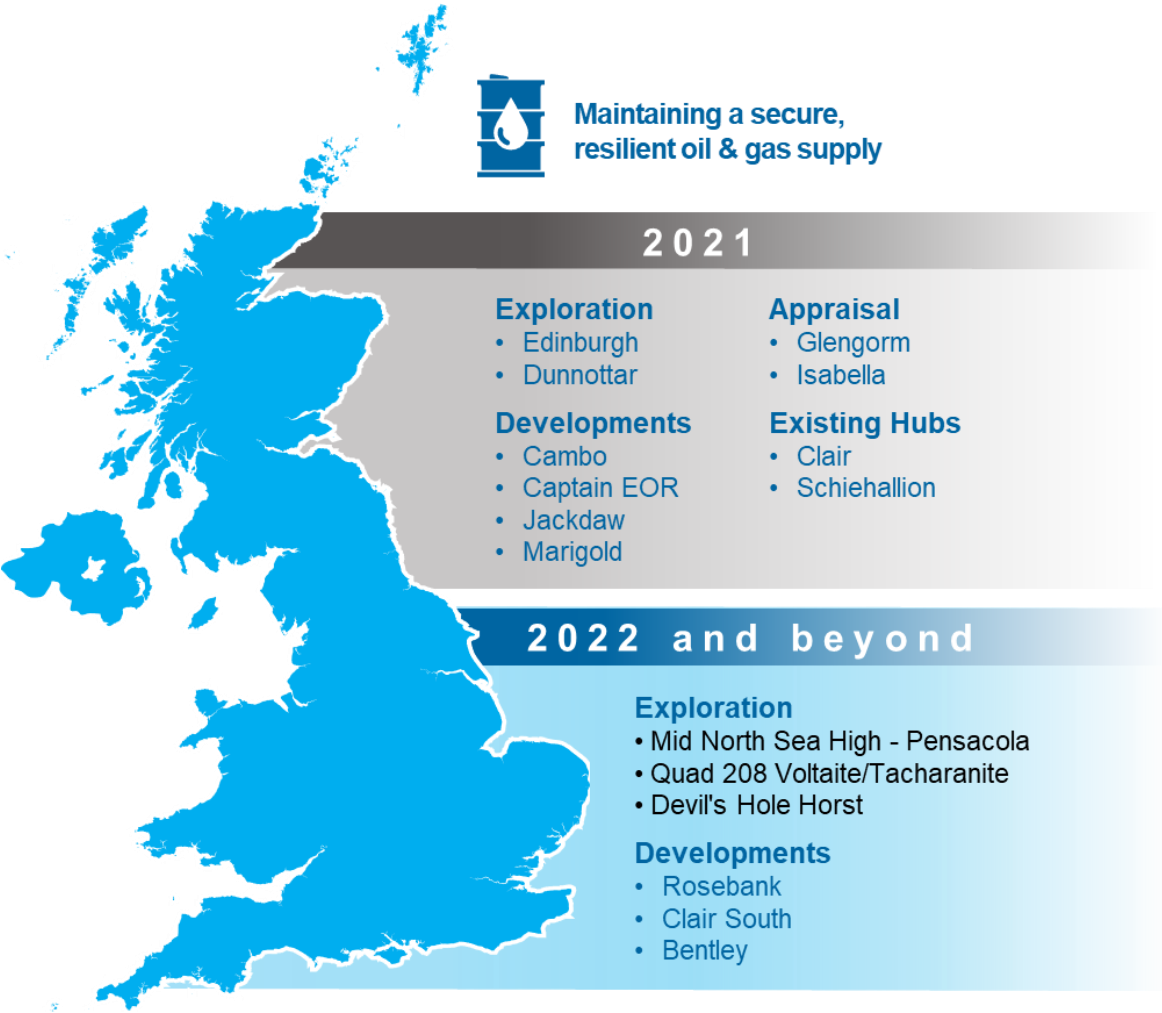 Maintaining a secure,
resilient oil & gas supply
2021
Exploration
• Edinburgh
• Dunnottar
Appraisal
• Glengorm
• Isabella
Developments
• Cambo
• Captain EOR
• Jackdaw
• Marigold
Existing Hubs
• Clair
• Schiehallion
2022 and beyond
Exploration
• Mid North Sea High - Pensacola
• Quad 208 Voltaite/Tacharanite
• Devil's Hole Horst
Developments
• Rosebank
• Clair South
• Bentley